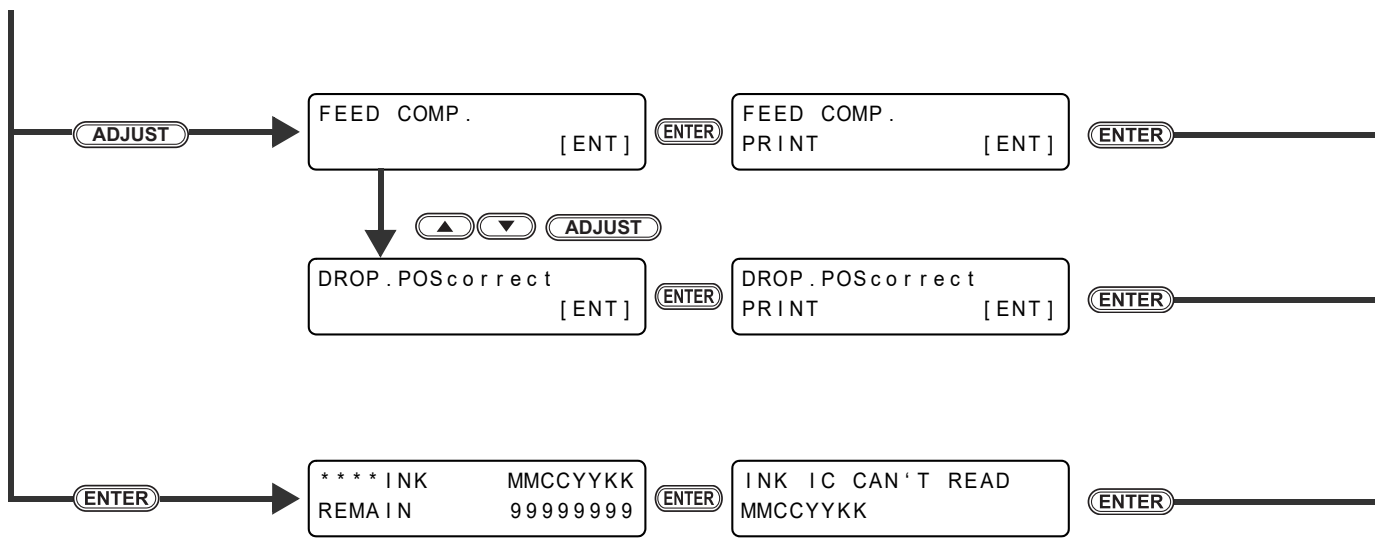 ADJUST
FEED COMP.
[ENT]
ENTER
FEED COMP.
PRINT [ENT]
ENTER
ADJUST
DROP.POScorrect
[ENT]
ENTER
DROP.POScorrect
PRINT [ENT]
ENTER
ENTER
****INK MMCCYYKK
REMAIN 99999999
ENTER
INK IC CAN‘T READ
MMCCYYKK
ENTER